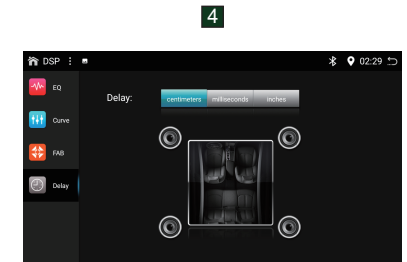 4
DSP
02:29
EQ
Delay:
centimeters milliseconds inches
Curve
FAB
Delay